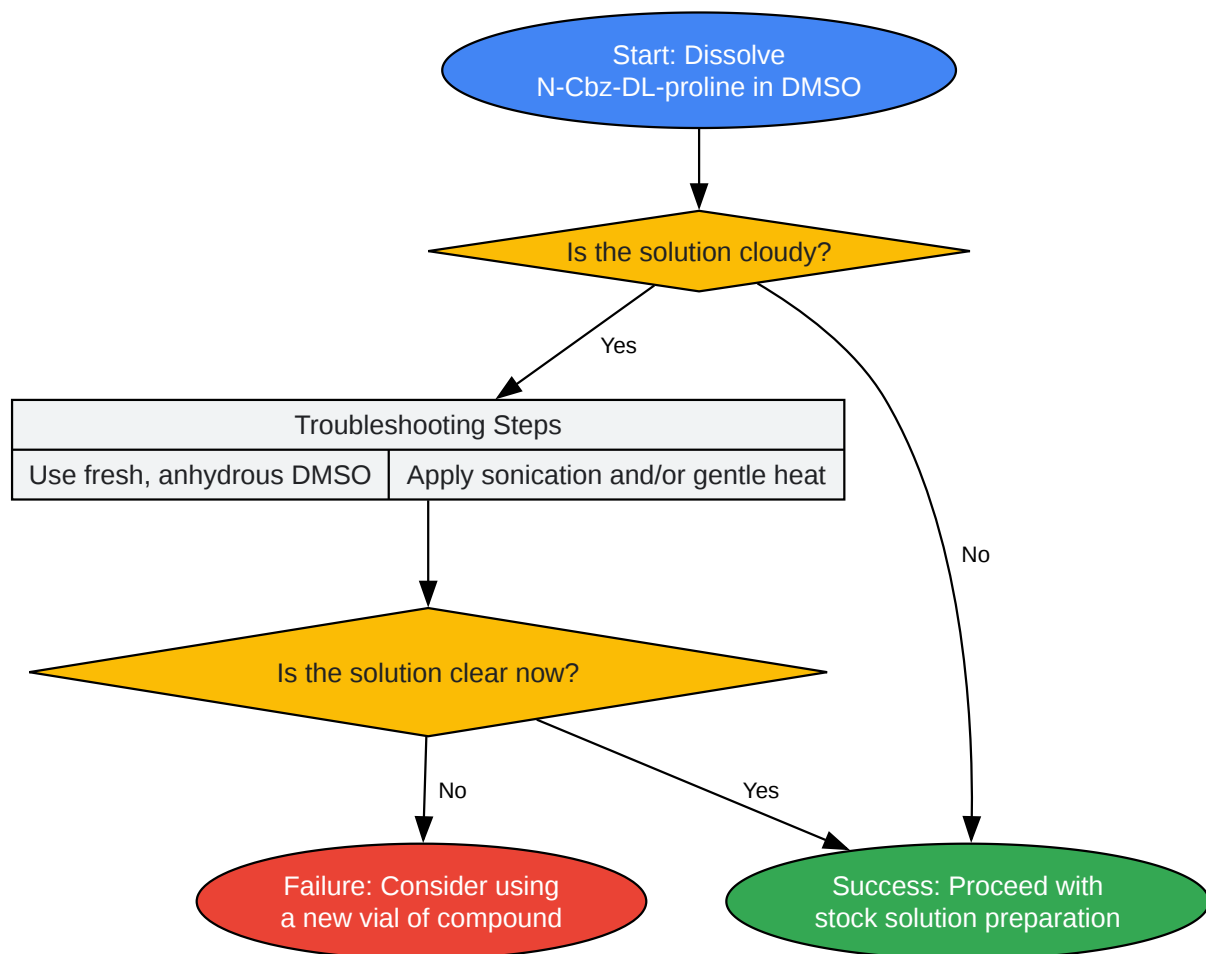 Start: Dissolve
N-Cbz-DL-proline in DMSO
Is the solution cloudy?
Yes
Troubleshooting Steps
Use fresh, anhydrous DMSO
Apply sonication and/or gentle heat
No
Is the solution clear now?
No
Yes
Failure: Consider using
a new vial of compound
Success: Proceed with
stock solution preparation